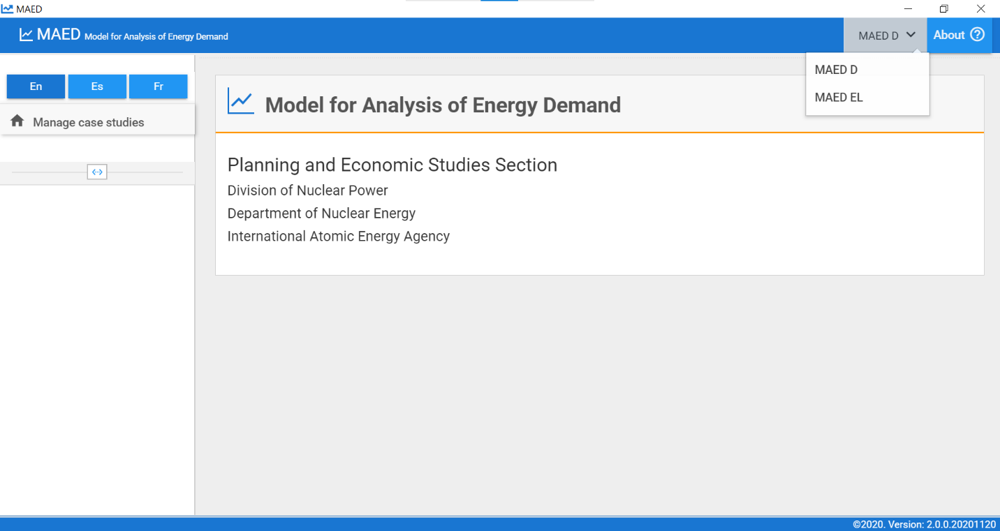 MAED
MAED Model for Analysis of Energy Demand
MAED D
About
MAED D
MAED EL
En
Es
Fr
Manage case studies
Model for Analysis of Energy Demand
Planning and Economic Studies Section
Division of Nuclear Power
Department of Nuclear Energy
International Atomic Energy Agency
©2020. Version: 2.0.0.20201120